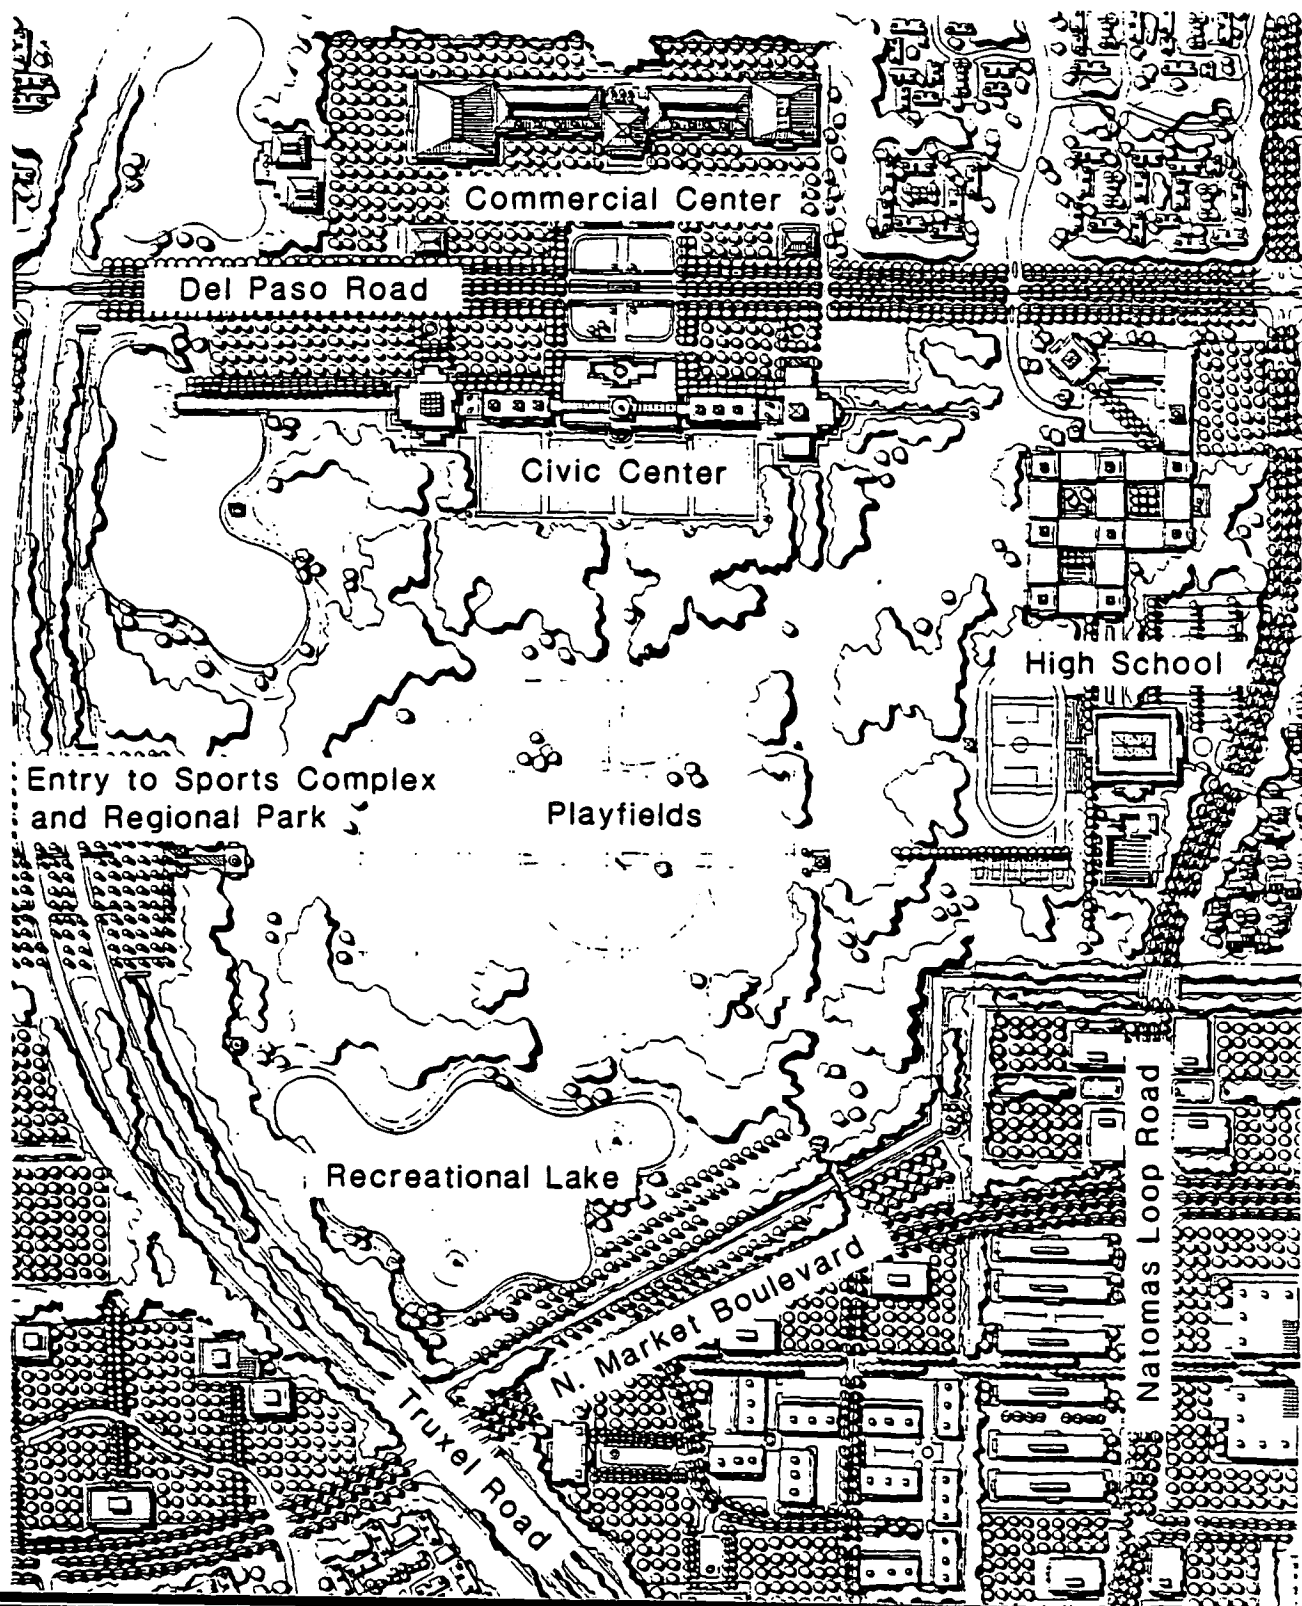 Commercial Center
Del Paso Road
Civic Center
High School
Entry to Sports Complex
and Regional Park
Playfields
Recreational Lake
Natomas Loop Road
N. Market Boulevard
Truxel Road